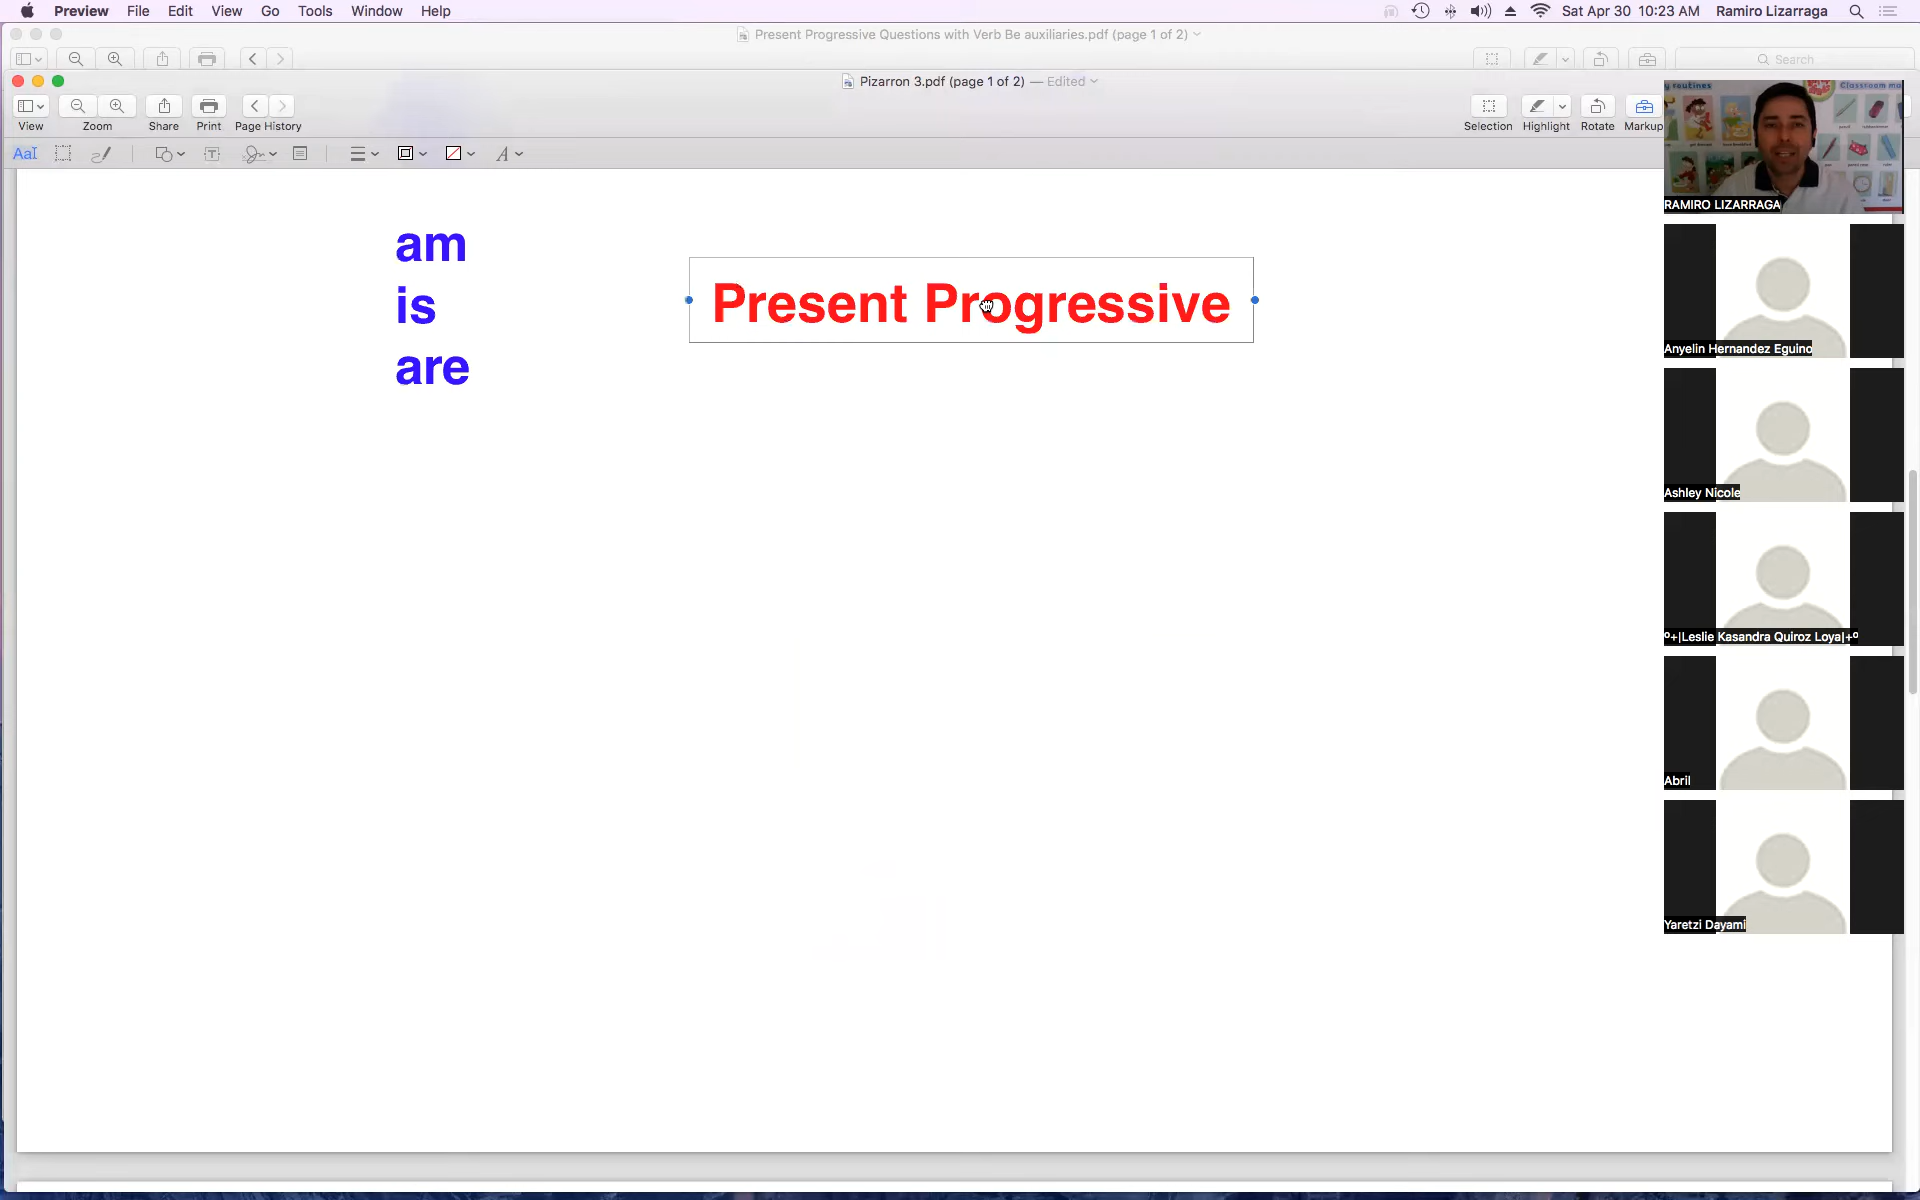 Preview File Edit View Go Tools Window Help Sat Apr 30 10:23 AM Ramiro Lizarraga
Present Progressive Questions with Verb Be auxiliaries.pdf (page 1 of 2)
Search
Pizarron 3.pdf (page 1 of 2) — Edited
View Zoom Share Print Page History Selection Highlight Rotate Markup
AaI T A
am
is
are
Present Progressive
y routines
Classroom
RAMIRO LIZARRAGA
Anyelin Hernandez Eguino
Ashley Nicole
º+|Leslie Kasandra Quiroz Loya|+º
Abril
Yaretzi Dayami